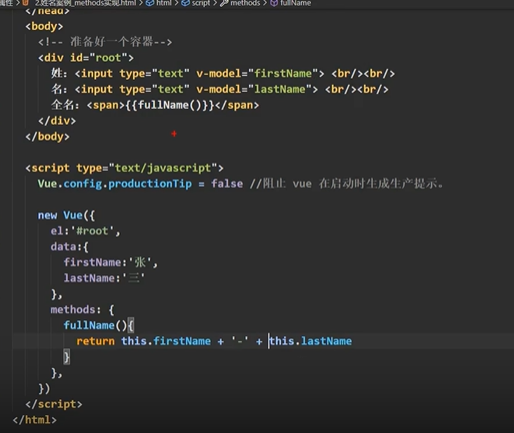 属性 > 2.姓名案例_methods实现.html > html > script > methods > fullName
</head>
<body>
<!-- 准备好一个容器-->
<div id="root">
姓：<input type="text" v-model="firstName"> <br/><br/>
名：<input type="text" v-model="lastName"> <br/><br/>
全名：<span>{{fullName()}}</span>
</div>
</body>
<script type="text/javascript">
Vue.config.productionTip = false //阻止 vue 在启动时生成生产提示。
new Vue({
el:'#root',
data:{
firstName:'张',
lastName:'三'
},
methods: {
fullName(){
return this.firstName + '-' + this.lastName
}
},
})
</script>
</html>